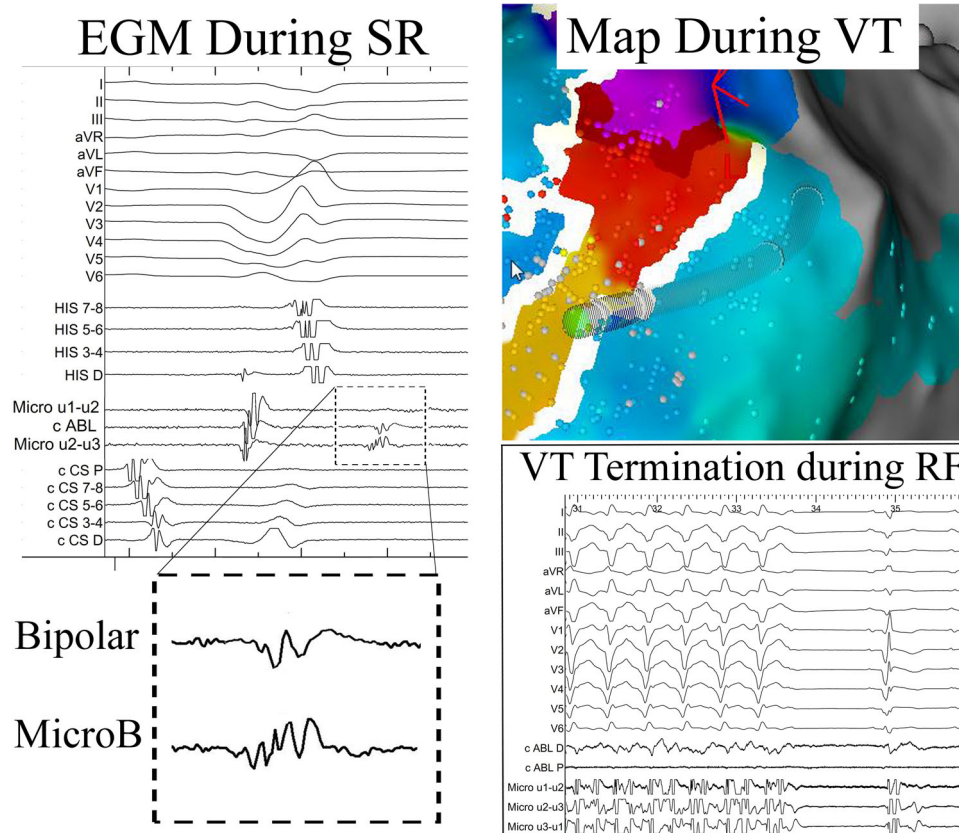 EGM During SR
I
II
III
aVR
aVL
aVF
V1
V2
V3
V4
V5
V6
HIS 7-8
HIS 5-6
HIS 3-4
HIS D
Micro u1-u2
c ABL
Micro u2-u3
c CS P
c CS 7-8
c CS 5-6
c CS 3-4
c CS D
Bipolar
MicroB
Map During VT
VT Termination during RF
31 32 33 34 35
I
II
III
aVR
aVL
aVF
V1
V2
V3
V4
V5
V6
c ABL D
c ABL P
Micro u1-u2
Micro u2-u3
Micro u3-u1